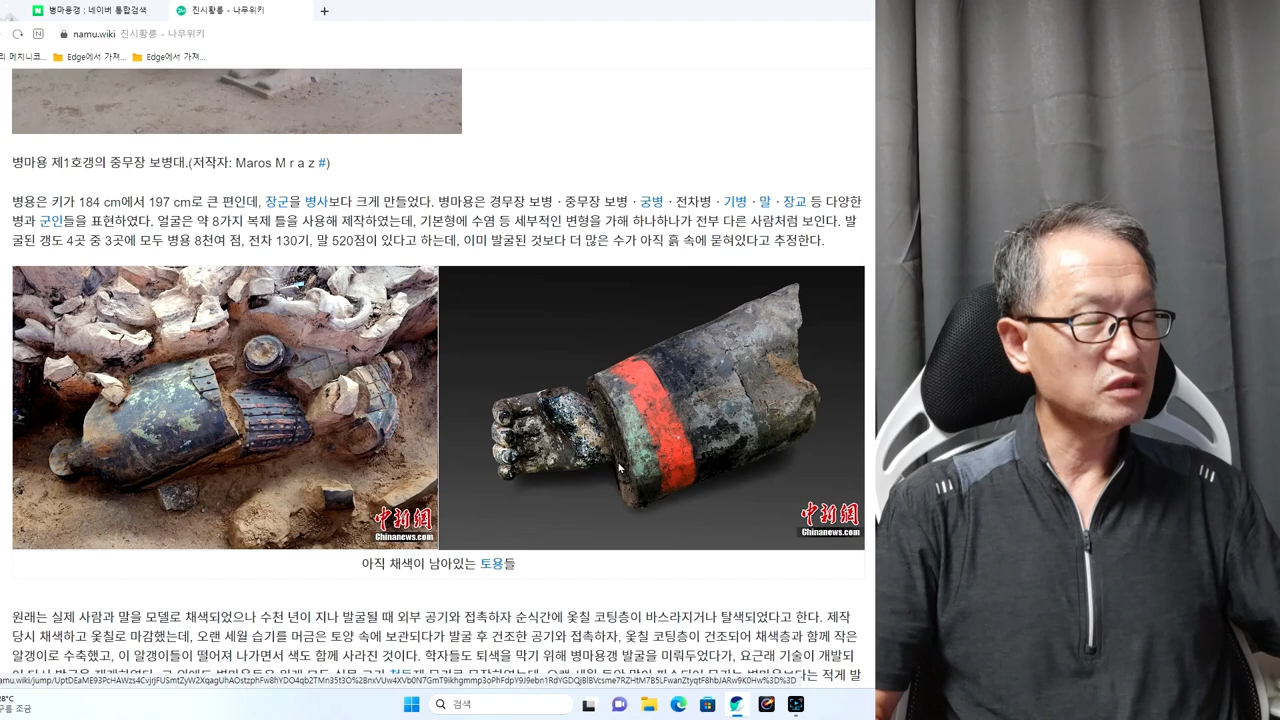 병마용갱 : 네이버 통합검색
진시황릉 - 나무위키
namu.wiki 진시황릉 - 나무위키
리 메치니코... Edge에서 가져... Edge에서 가져...
병마용 제1호갱의 중무장 보병대.(저작자: Maros M r a z #)
병용은 키가 184 cm에서 197 cm로 큰 편인데, 장군을 병사보다 크게 만들었다. 병마용은 경무장 보병 · 중무장 보병 · 궁병 · 전차병 · 기병 · 말 · 장교 등 다양한
병과 군인들을 표현하였다. 얼굴은 약 8가지 복제 틀을 사용해 제작하였는데, 기본형에 수염 등 세부적인 변형을 가해 하나하나가 전부 다른 사람처럼 보인다. 발
굴된 갱도 4곳 중 3곳에 모두 병용 8천여 점, 전차 130기, 말 520점이 있다고 하는데, 이미 발굴된 것보다 더 많은 수가 아직 흙 속에 묻혀있다고 추정한다.
中新網
Chinanews.com
中新網
Chinanews.com
아직 채색이 남아있는 토용들
원래는 실제 사람과 말을 모델로 채색되었으나 수천 년이 지나 발굴될 때 외부 공기와 접촉하자 순식간에 옻칠 코팅층이 바스라지거나 탈색되었다고 한다. 제작
당시 채색하고 옻칠로 마감했는데, 오랜 세월 습기를 머금은 토양 속에 보관되다가 발굴 후 건조한 공기와 접촉하자, 옻칠 코팅층이 건조되어 채색층과 함께 작은
알갱이로 수축했고, 이 알갱이들이 떨어져 나가면서 색도 함께 사라진 것이다. 학자들도 퇴색을 막기 위해 병마용갱 발굴을 미뤄두었다가, 요근래 기술이 개발되
는 적게 발
28°C
구름 조금
검색